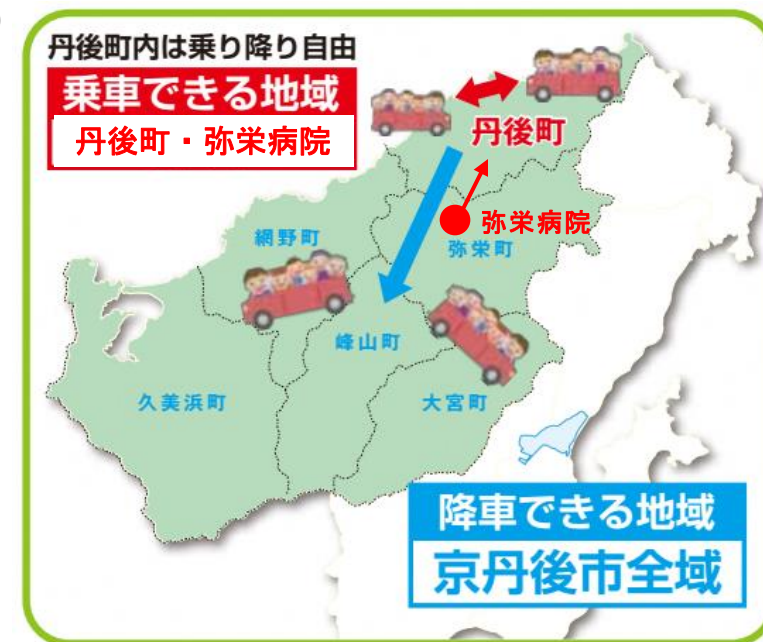 丹後町内は乗り降り自由
乗車できる地域
丹後町・弥栄病院
丹後町
弥栄病院
網野町
弥栄町
峰山町
久美浜町
大宮町
降車できる地域
京丹後市全域